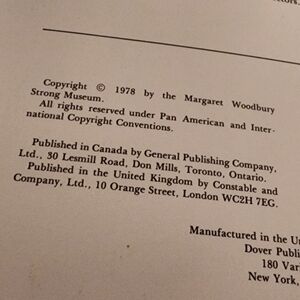 Copyright © 1978 by the Margaret Woodbury
Strong Museum.
All rights reserved under Pan American and Inter-
national Copyright Conventions.
Published in Canada by General Publishing Company,
Ltd., 30 Lesmill Road, Don Mills, Toronto, Ontario.
Published in the United Kingdom by Constable and
Company, Ltd., 10 Orange Street, London WC2H 7EG.
Manufactured in the
Dover
180
New York,